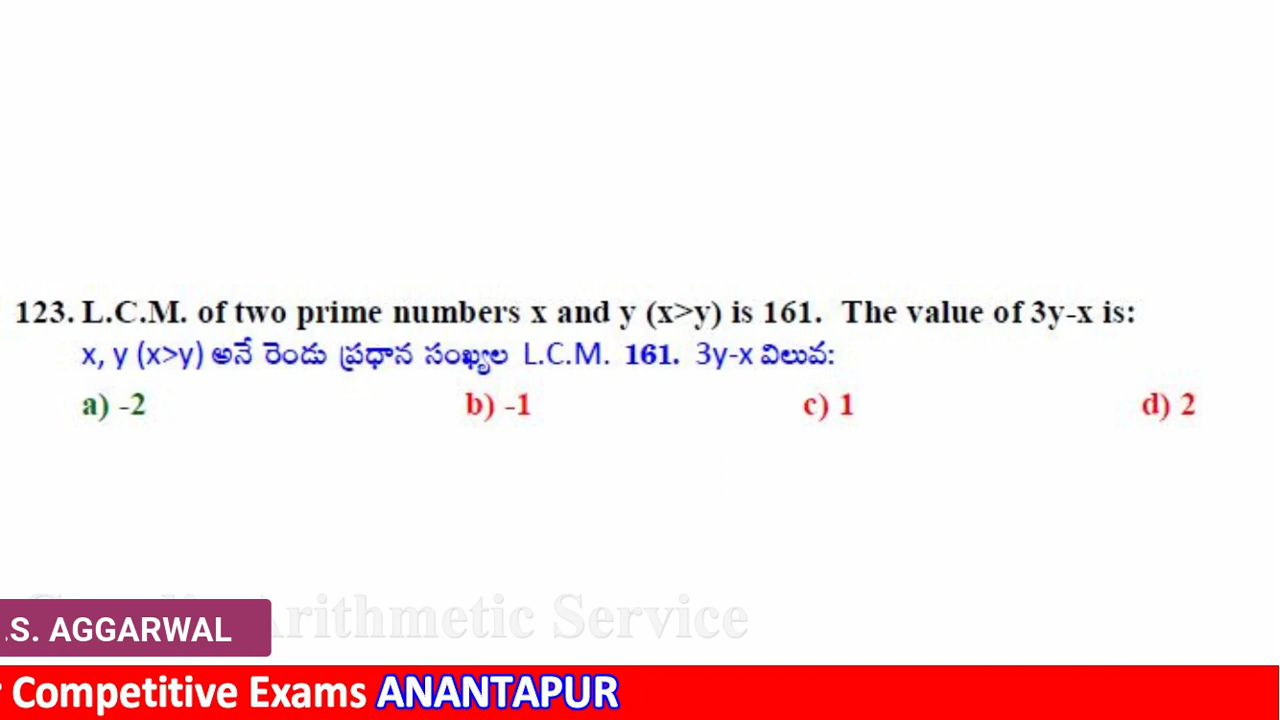 123. L.C.M. of two prime numbers x and y (x>y) is 161. The value of 3y-x is:
x, y (x>y) అనే రెండు ప్రధాన సంఖ్యల L.C.M. 161. 3y-x విలువ:
a) -2 b) -1 c) 1 d) 2
Arithmetic Service
.S. AGGARWAL
Competitive Exams ANANTAPUR